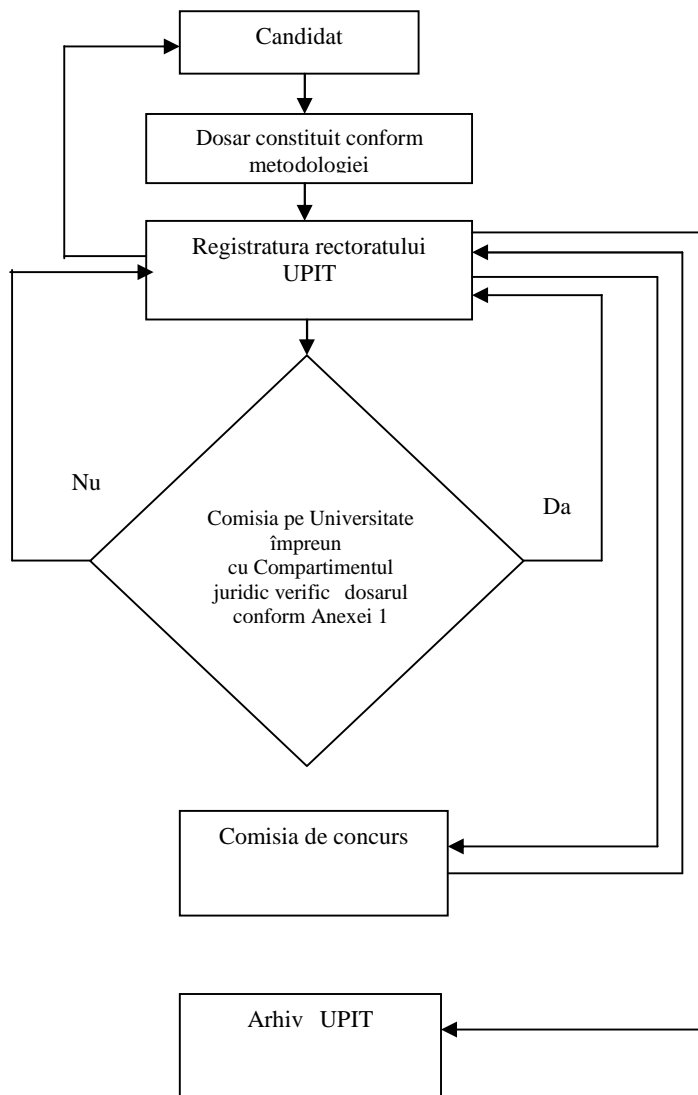 Candidat
Dosar constituit conform
metodologiei
Registratura rectoratului
UPIT
Nu
Da
Comisia pe Universitate
împreun
cu Compartimentul
juridic verific dosarul
conform Anexei 1
Comisia de concurs
Arhiv UPIT